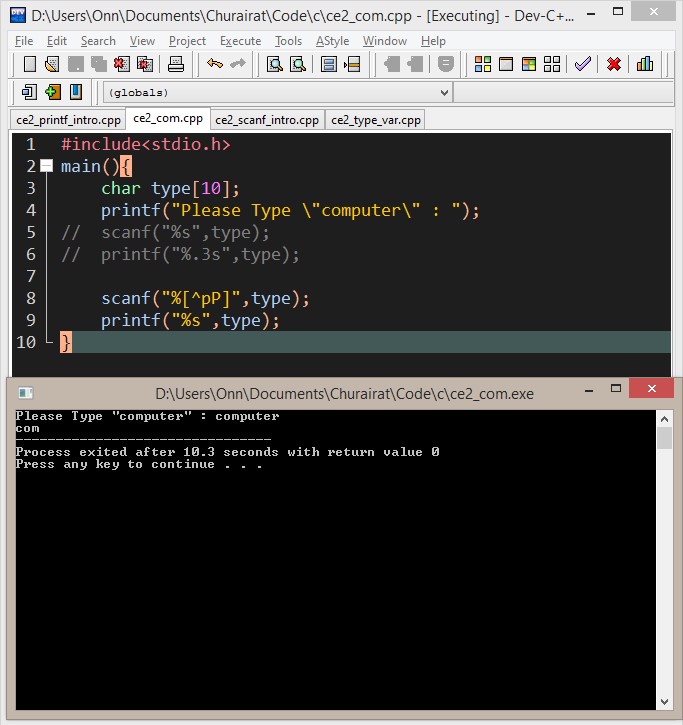 D:\Users\Onn\Documents\Churairat\Code\c\ce2_com.cpp - [Executing] - Dev-C+...
File Edit Search View Project Execute Tools AStyle Window Help
(globals)
ce2_printf_intro.cpp ce2_com.cpp ce2_scanf_intro.cpp ce2_type_var.cpp
1 #include<stdio.h>
2 main(){
3 char type[10];
4 printf("Please Type \"computer\" : ");
5 // scanf("%s",type);
6 // printf("%.3s",type);
7
8 scanf("%[^pP]",type);
9 printf("%s",type);
10 }
D:\Users\Onn\Documents\Churairat\Code\c\ce2_com.exe
Please Type "computer" : computer
com
--------------------------------
Process exited after 10.3 seconds with return value 0
Press any key to continue . . .